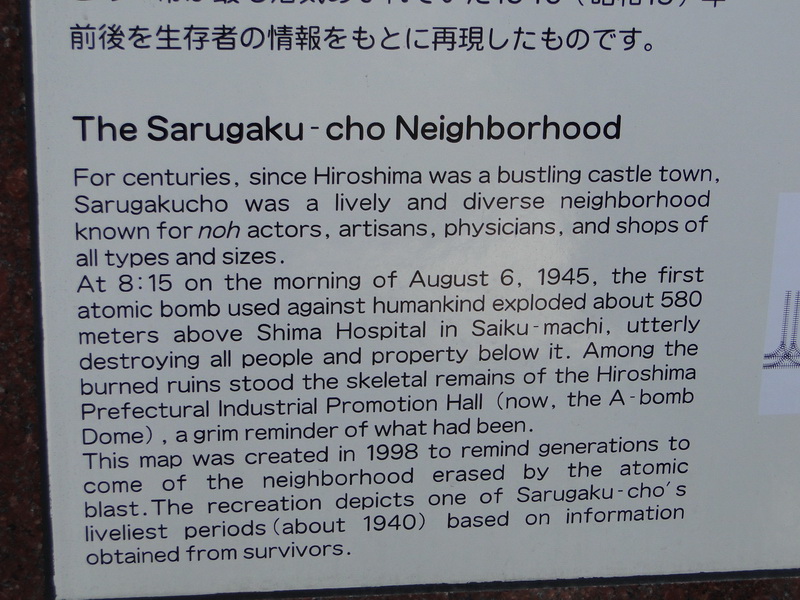 前後を生存者の情報をもとに再現したものです。
The Sarugaku-cho Neighborhood
For centuries, since Hiroshima was a bustling castle town,
Sarugakucho was a lively and diverse neighborhood
known for noh actors, artisans, physicians, and shops of
all types and sizes.
At 8:15 on the morning of August 6, 1945, the first
atomic bomb used against humankind exploded about 580
meters above Shima Hospital in Saiku-machi, utterly
destroying all people and property below it. Among the
burned ruins stood the skeletal remains of the Hiroshima
Prefectural Industrial Promotion Hall (now, the A-bomb
Dome), a grim reminder of what had been.
This map was created in 1998 to remind generations to
come of the neighborhood erased by the atomic
blast. The recreation depicts one of Sarugaku-cho's
liveliest periods (about 1940) based on information
obtained from survivors.